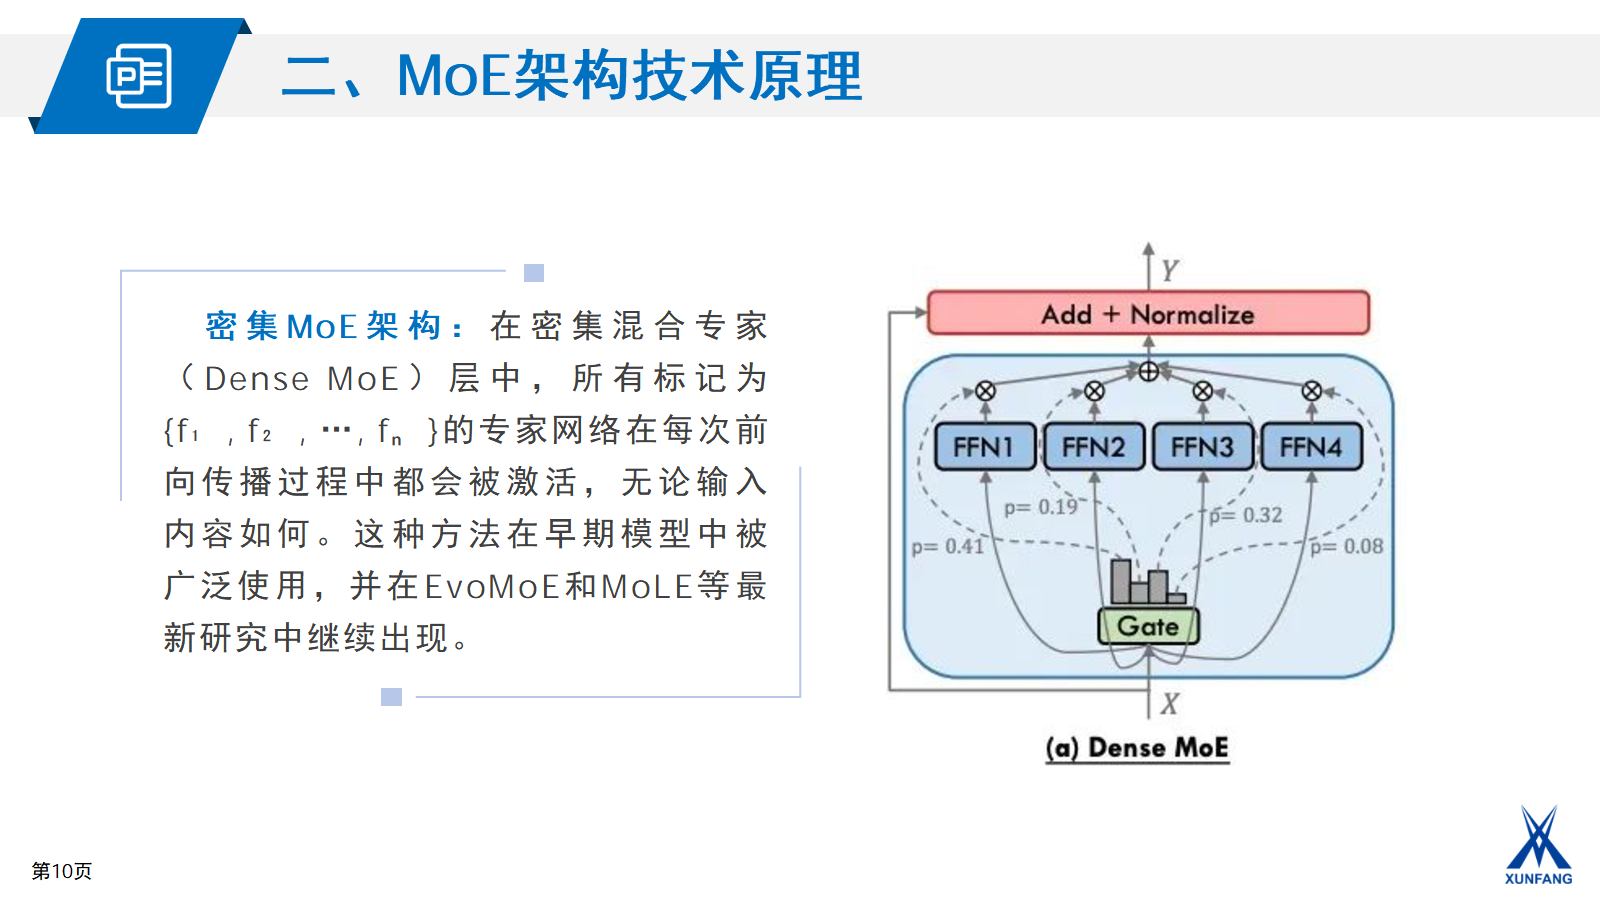 二、MoE架构技术原理
密集MoE架构：在密集混合专家
（Dense MoE）层中，所有标记为
{f₁ , f₂ , …, fₙ }的专家网络在每次前
向传播过程中都会被激活，无论输入
内容如何。这种方法在早期模型中被
广泛使用，并在EvoMoE和MoLE等最
新研究中继续出现。
Y
Add + Normalize
FFN1 FFN2 FFN3 FFN4
p= 0.19 p= 0.32
p= 0.41 p= 0.08
Gate
X
(a) Dense MoE
第10页
XUNFANG